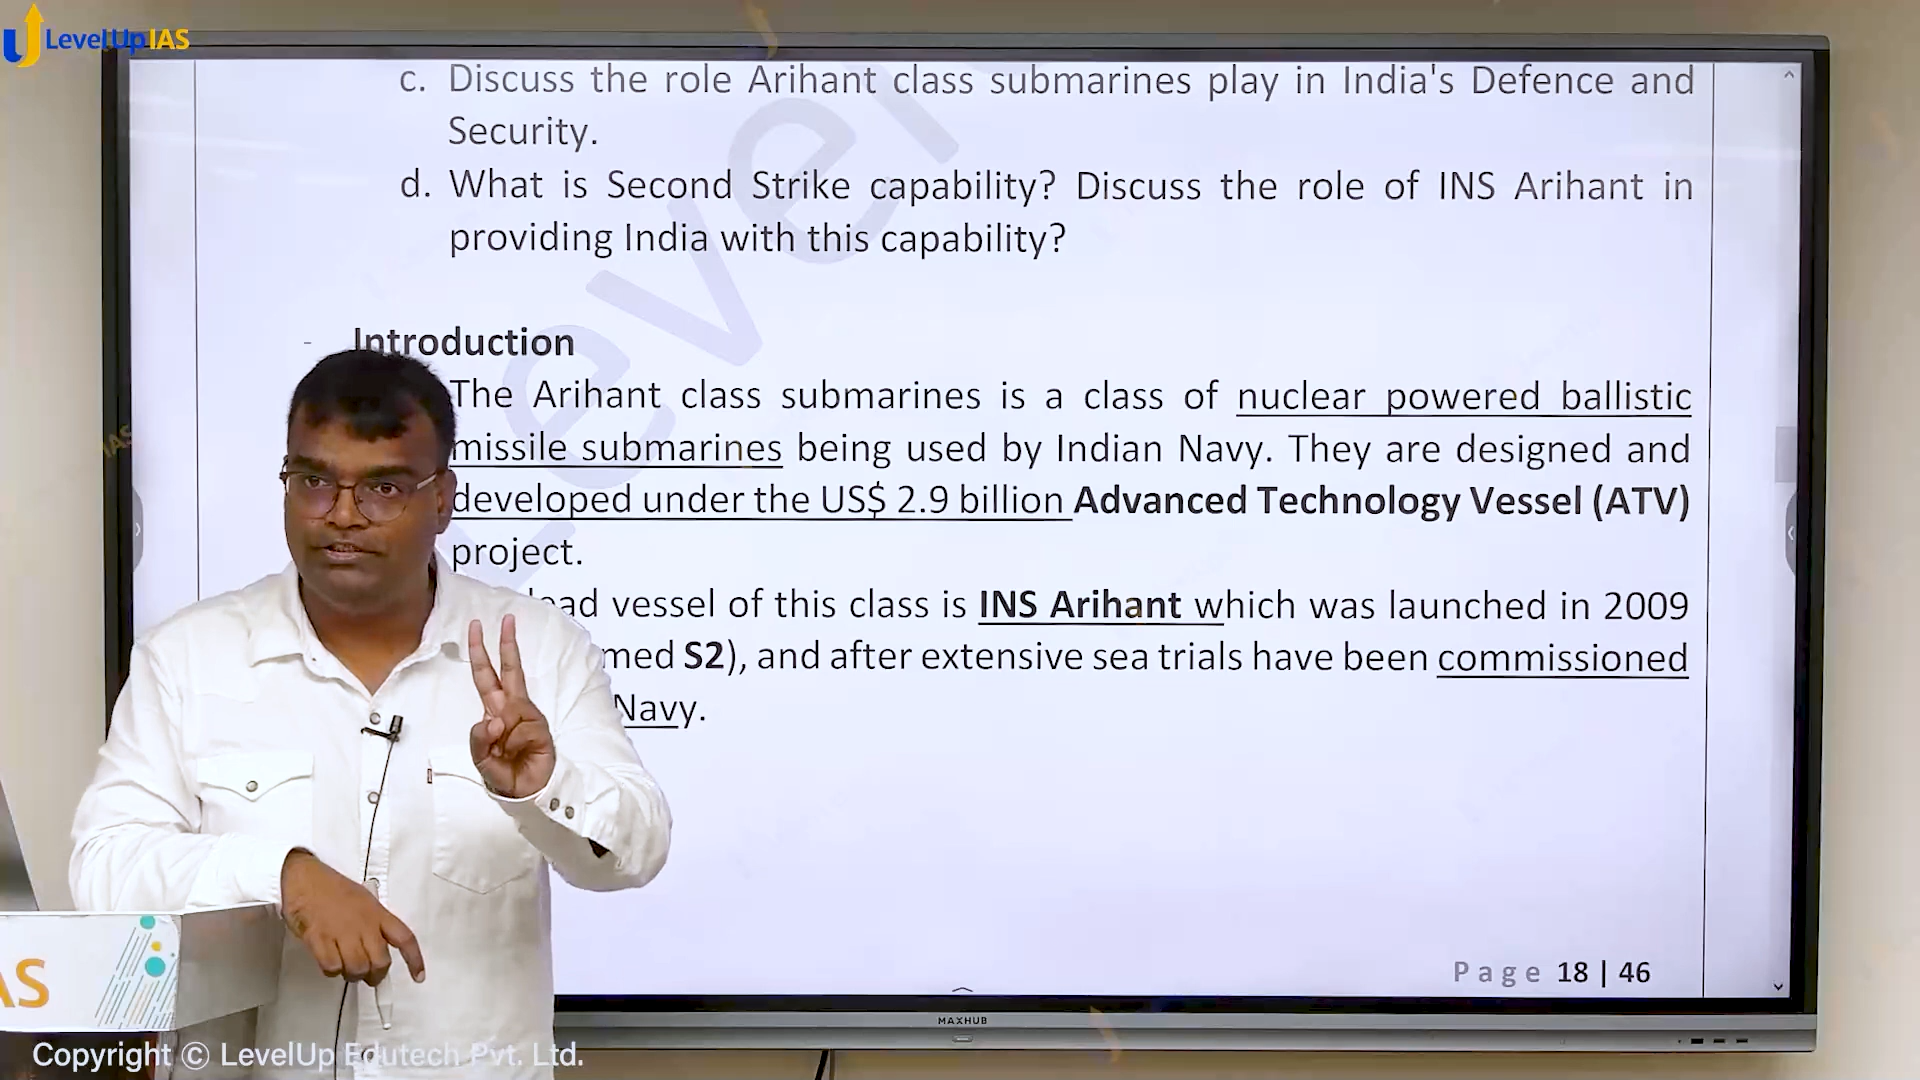 LevelUp IAS
c. Discuss the role Arihant class submarines play in India's Defence and
Security.
d. What is Second Strike capability? Discuss the role of INS Arihant in
providing India with this capability?
- Introduction
The Arihant class submarines is a class of nuclear powered ballistic
missile submarines being used by Indian Navy. They are designed and
developed under the US$ 2.9 billion Advanced Technology Vessel (ATV)
project.
ead vessel of this class is INS Arihant which was launched in 2009
med S2), and after extensive sea trials have been commissioned
Navy.
Page 18 | 46
MAXHUB
AS
Copyright © LevelUp Edutech Pvt. Ltd.